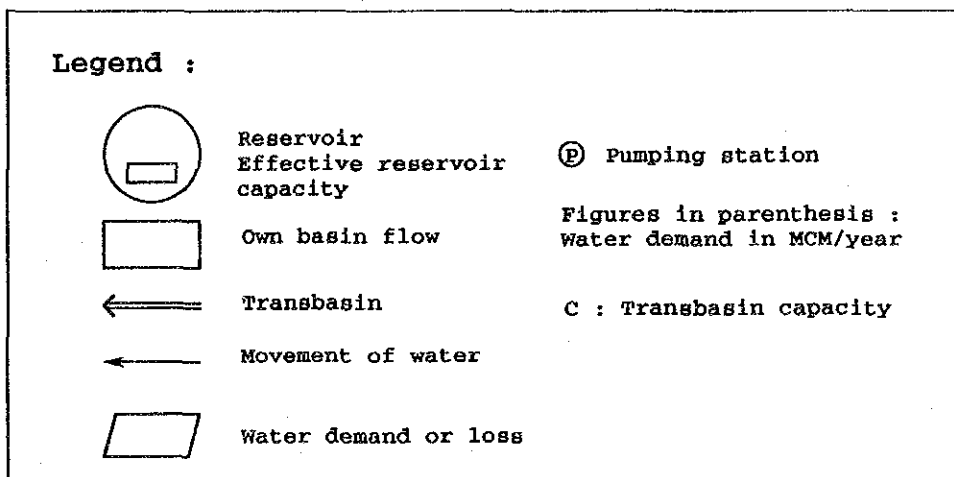 Legend :
Reservoir
Effective reservoir
capacity
Own basin flow
Transbasin
Movement of water
Water demand or loss
Ⓟ Pumping station
Figures in parenthesis :
Water demand in MCM/year
C : Transbasin capacity